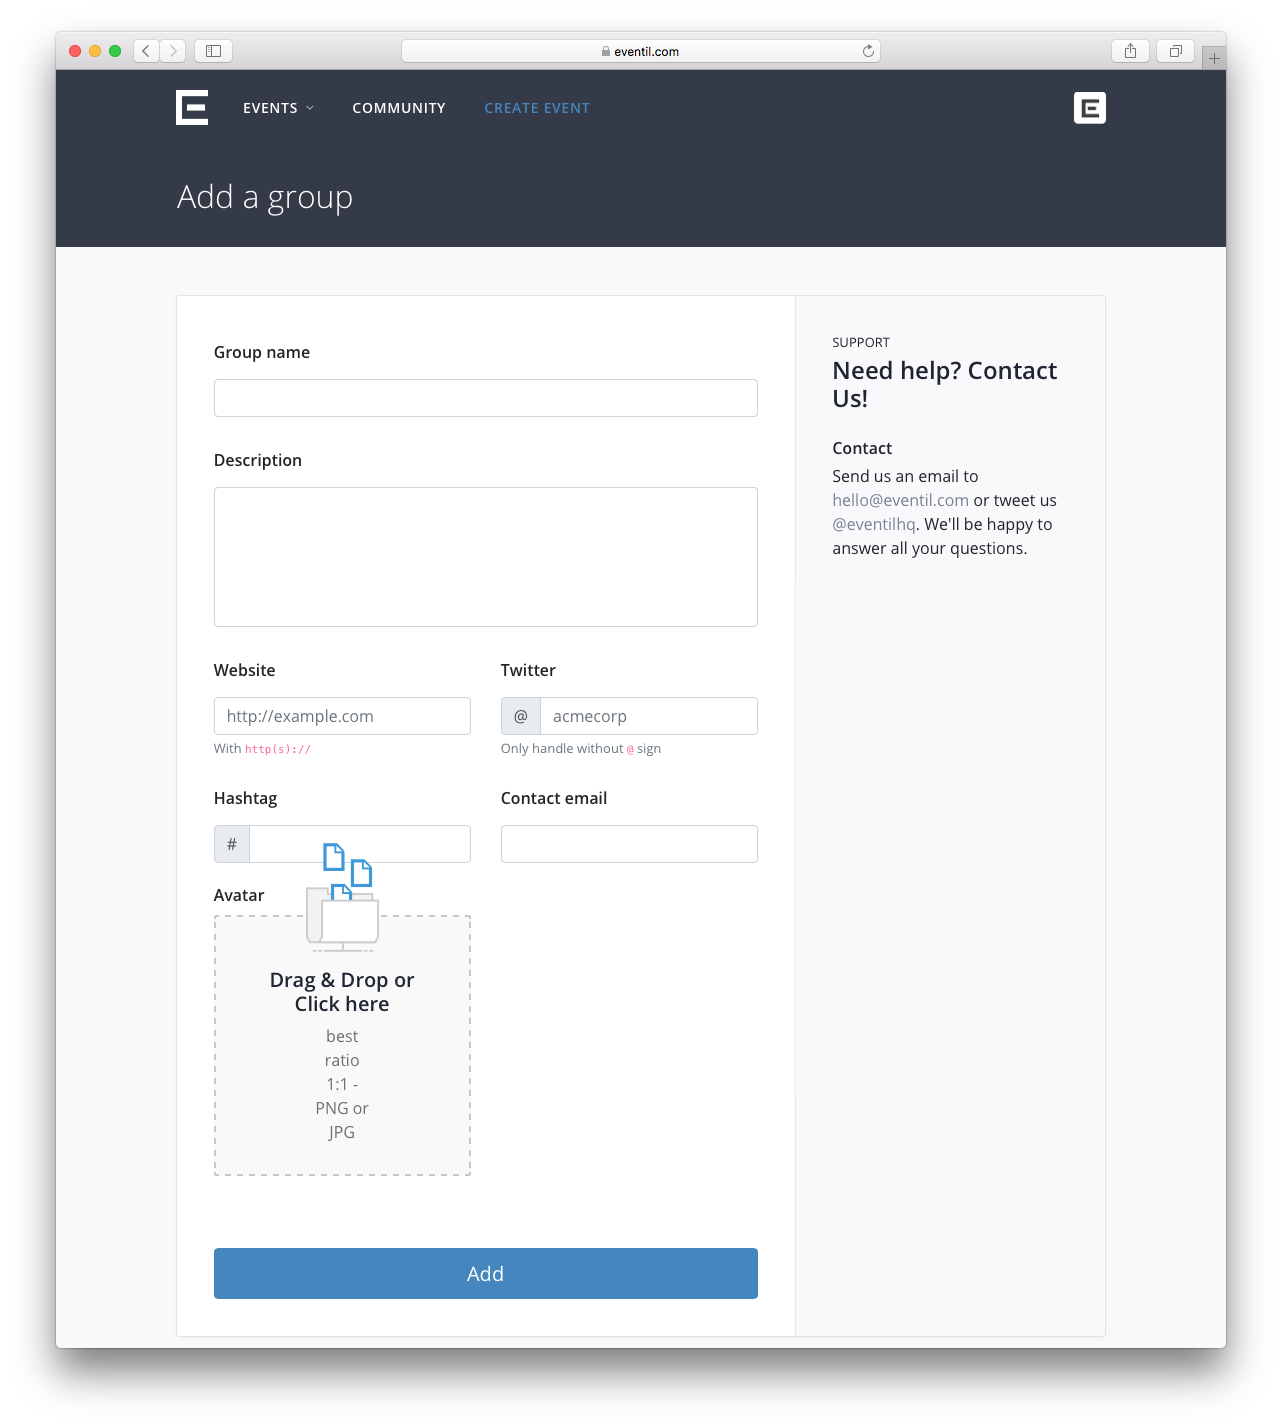 eventil.com
EVENTS COMMUNITY CREATE EVENT
Add a group
Group name
Description
Website
http://example.com
With http(s)://
Twitter
@ acmecorp
Only handle without @ sign
Hashtag
#
Contact email
Avatar
Drag & Drop or
Click here
best
ratio
1:1 -
PNG or
JPG
Add
SUPPORT
Need help? Contact
Us!
Contact
Send us an email to
hello@eventil.com or tweet us
@eventilhq. We'll be happy to
answer all your questions.